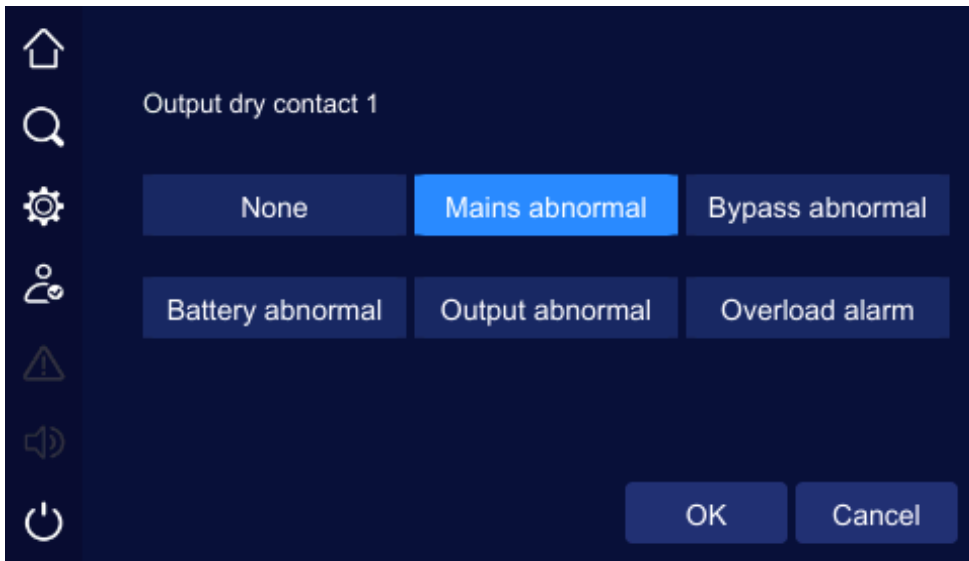 Output dry contact 1
None Mains abnormal Bypass abnormal
Battery abnormal Output abnormal Overload alarm
OK Cancel